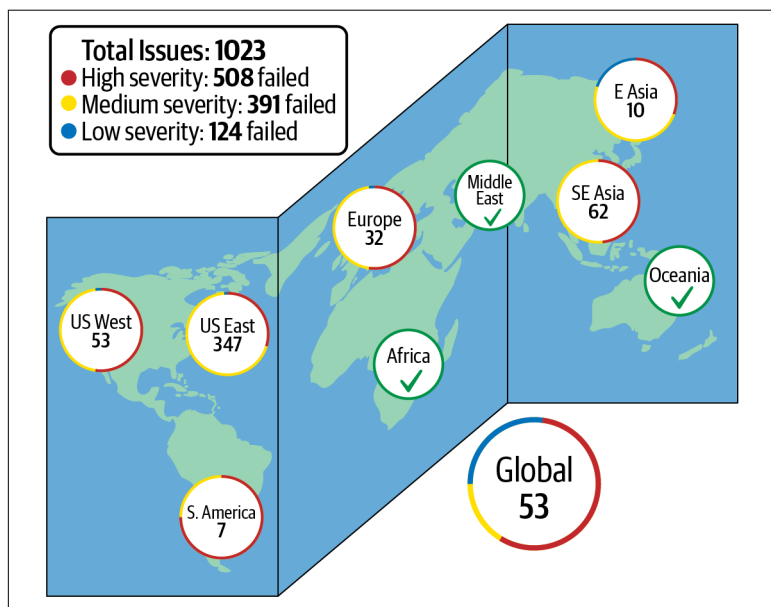 Total Issues: 1023
High severity: 508 failed
Medium severity: 391 failed
Low severity: 124 failed
E Asia
10
Middle
East
SE Asia
62
Europe
32
Oceania
US West
53
US East
347
Africa
Global
53
S. America
7